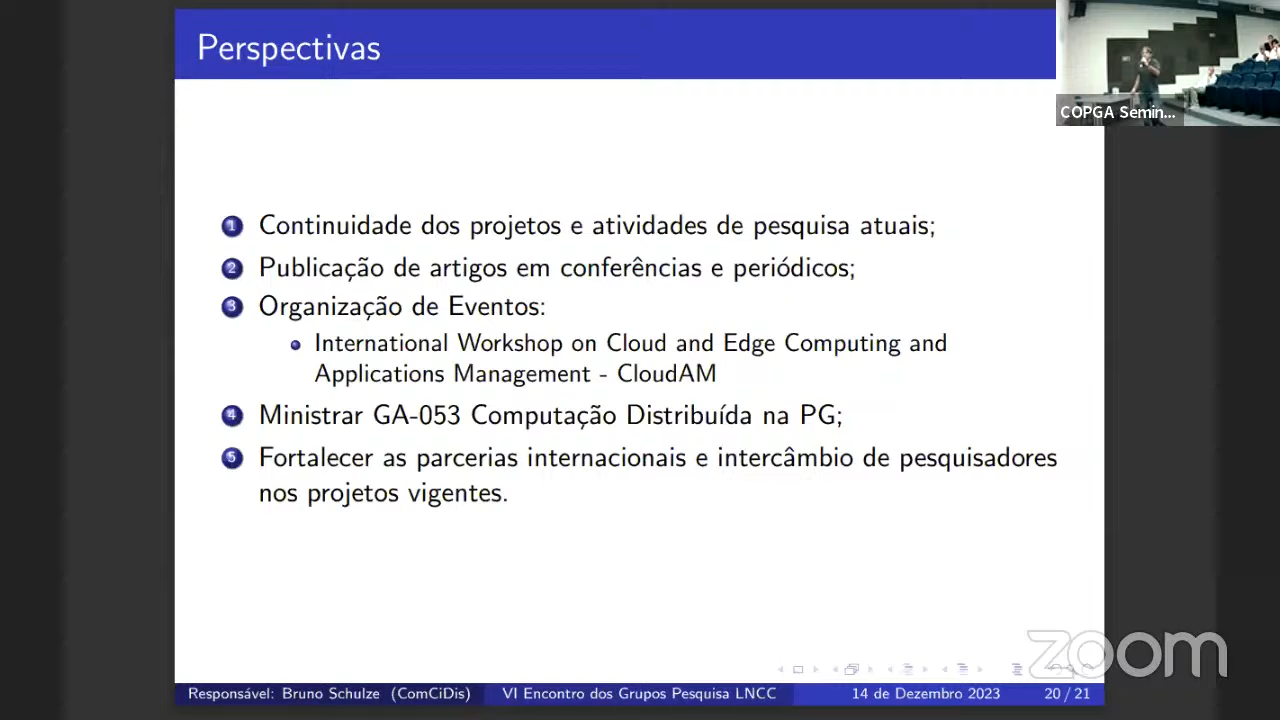 Perspectivas
COPGA Semin...
1 Continuidade dos projetos e atividades de pesquisa atuais;
2 Publicação de artigos em conferências e periódicos;
3 Organização de Eventos:
International Workshop on Cloud and Edge Computing and
Applications Management - CloudAM
4 Ministrar GA-053 Computação Distribuída na PG;
5 Fortalecer as parcerias internacionais e intercâmbio de pesquisadores
nos projetos vigentes.
zoom
Responsável: Bruno Schulze (ComCiDis) VI Encontro dos Grupos Pesquisa LNCC 14 de Dezembro 2023 20 / 21